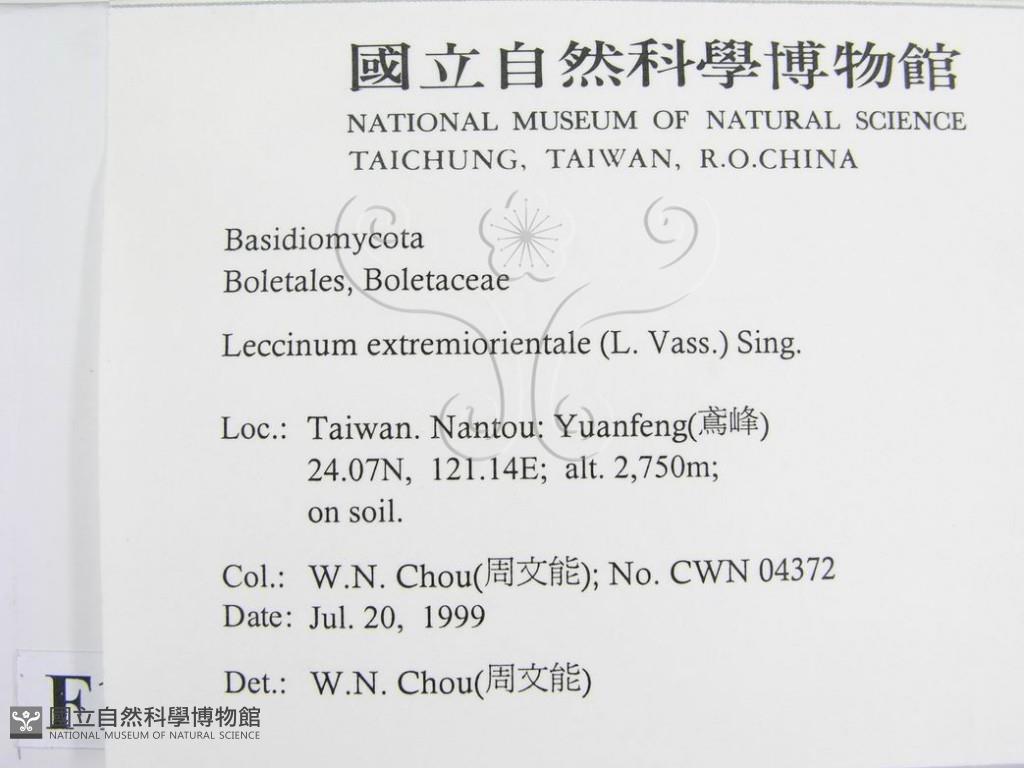 國立自然科學博物館
NATIONAL MUSEUM OF NATURAL SCIENCE
TAICHUNG, TAIWAN, R.O.CHINA
Basidiomycota
Boletales, Boletaceae
Leccinum extremiorientale (L. Vass.) Sing.
Loc.: Taiwan. Nantou: Yuanfeng(鳶峰)
24.07N, 121.14E; alt. 2,750m;
on soil.
Col.: W.N. Chou(周文能); No. CWN 04372
Date: Jul. 20, 1999
Det.: W.N. Chou(周文能)
F
國立自然科學博物館
NATIONAL MUSEUM OF NATURAL SCIENCE